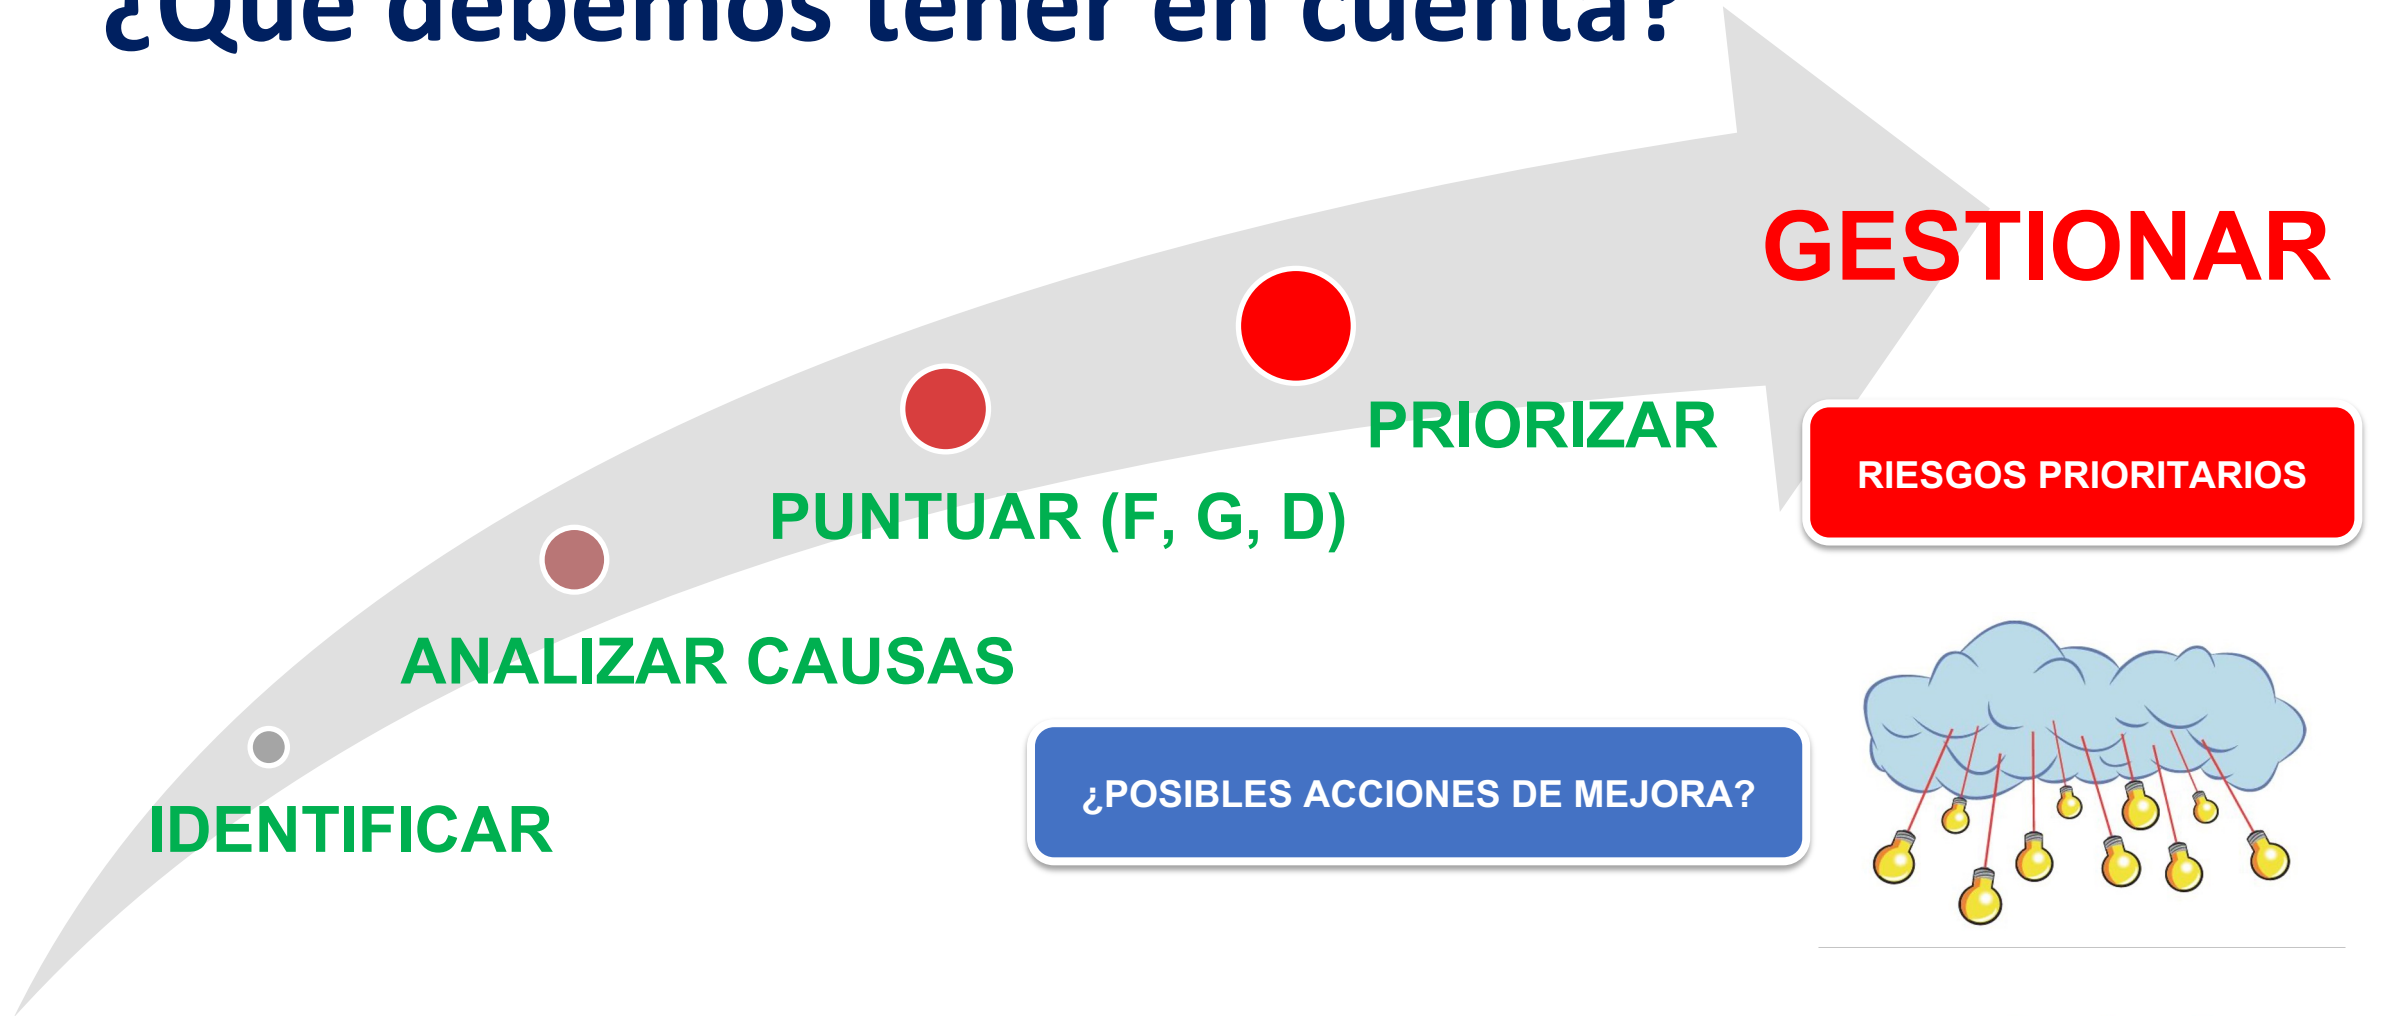 ¿Qué debemos tener en cuenta?
GESTIONAR
PRIORIZAR
RIESGOS PRIORITARIOS
PUNTUAR (F, G, D)
ANALIZAR CAUSAS
¿POSIBLES ACCIONES DE MEJORA?
IDENTIFICAR